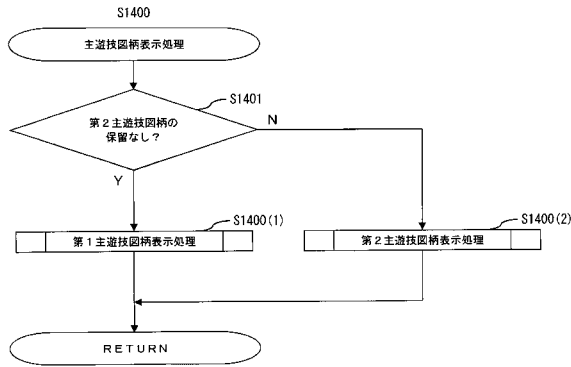 S1400
主遊技図柄表示処理
S1401
第２主遊技図柄の
保留なし？
N
Y
S1400(1)
第１主遊技図柄表示処理
S1400(2)
第２主遊技図柄表示処理
ＲＥＴＵＲＮ